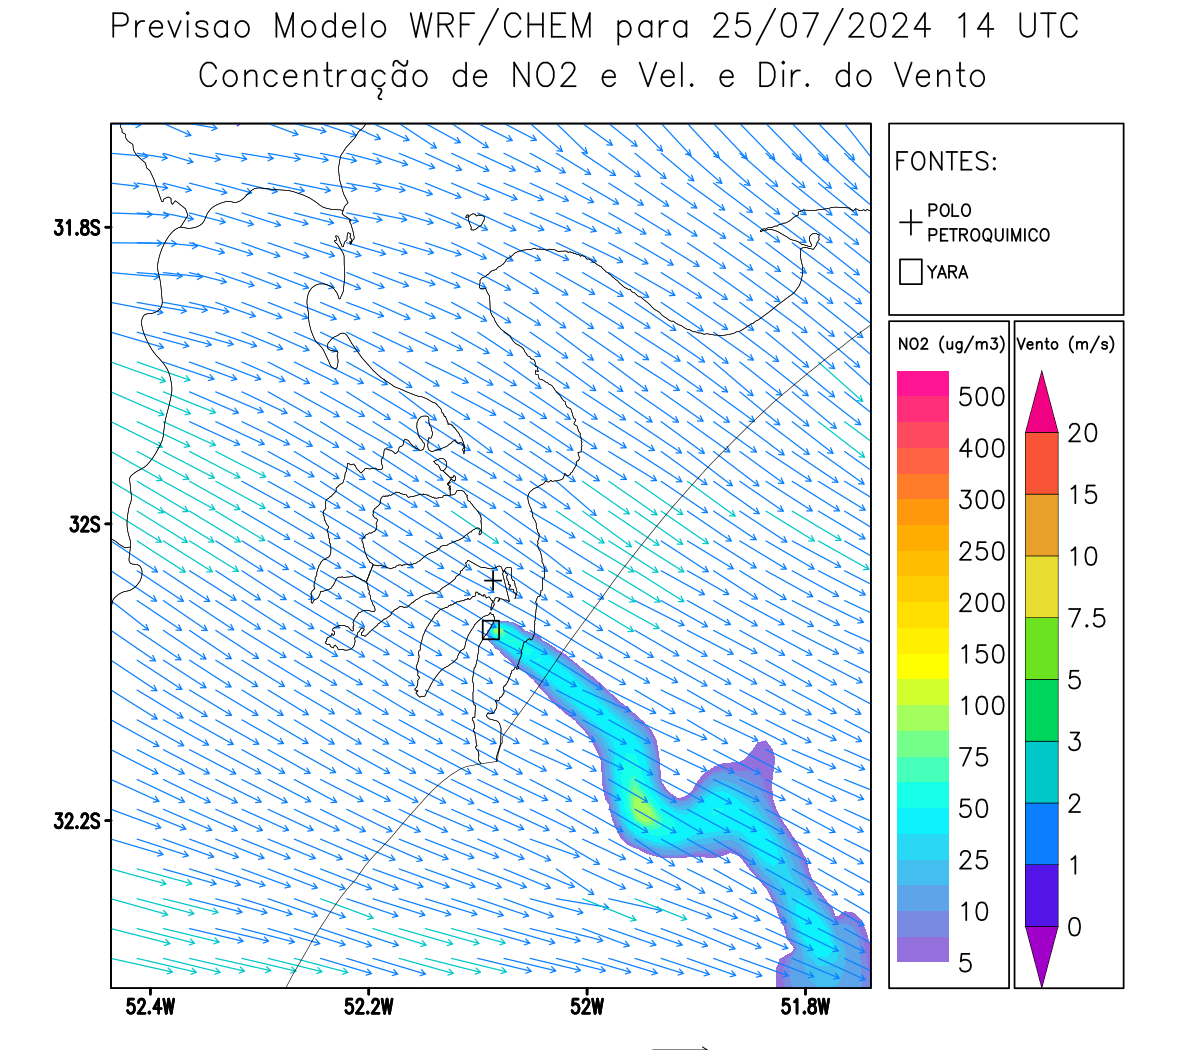 Previsao Modelo WRF/CHEM para 25/07/2024 14 UTC
Concentração de NO2 e Vel. e Dir. do Vento
FONTES:
POLO
PETROQUIMICO
YARA
NO2 (ug/m3)
500
400
300
250
200
150
100
75
50
25
10
5
Vento (m/s)
20
15
10
7.5
5
3
2
1
0
31.8S
32S
32.2S
52.4W
52.2W
52W
51.8W